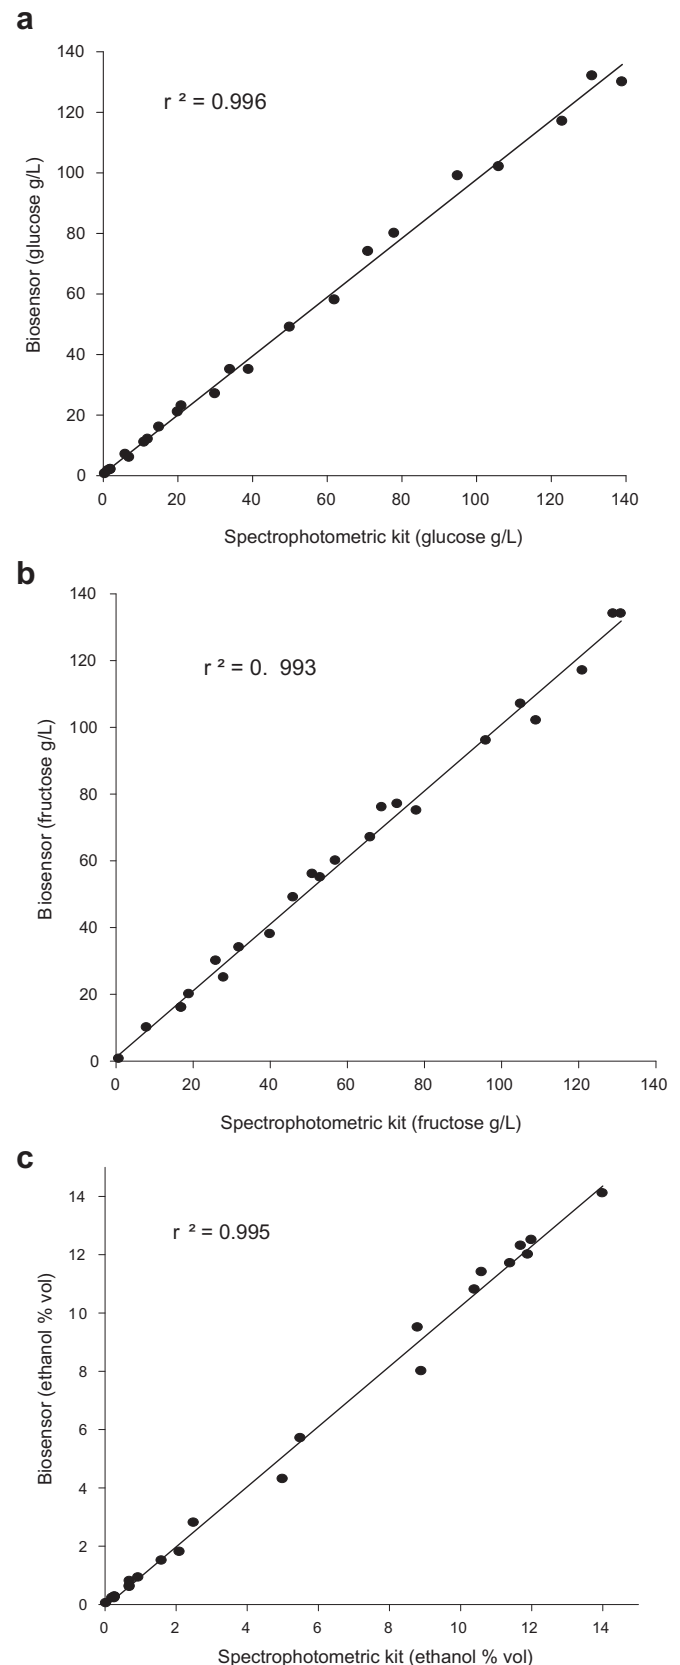 a
140
120
100
80
60
40
20
0
r ² = 0.996
Biosensor (glucose g/L)
0 20 40 60 80 100 120 140
Spectrophotometric kit (glucose g/L)
b
140
120
100
80
60
40
20
0
r ² = 0. 993
Biosensor (fructose g/L)
0 20 40 60 80 100 120 140
Spectrophotometric kit (fructose g/L)
c
14
12
10
8
6
4
2
0
r ² = 0.995
Biosensor (ethanol % vol)
0 2 4 6 8 10 12 14
Spectrophotometric kit (ethanol % vol)